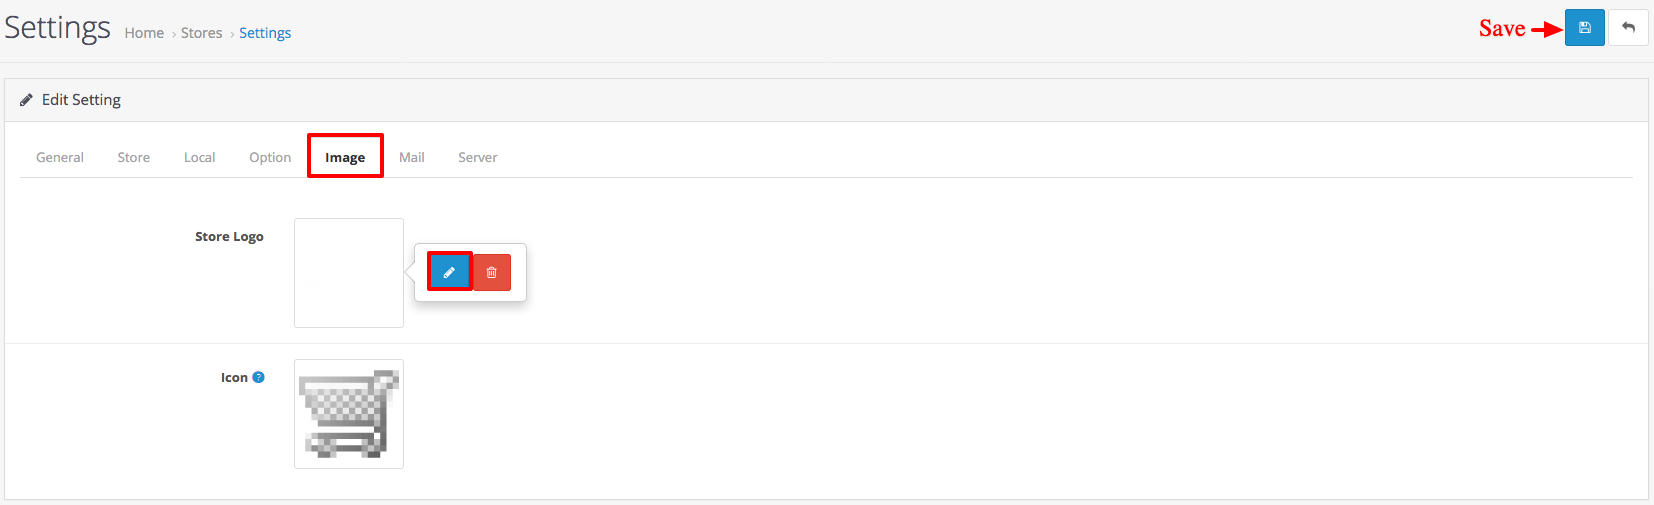 Settings Home › Stores › Settings Save
Edit Setting
General Store Local Option Image Mail Server
Store Logo
Icon ?